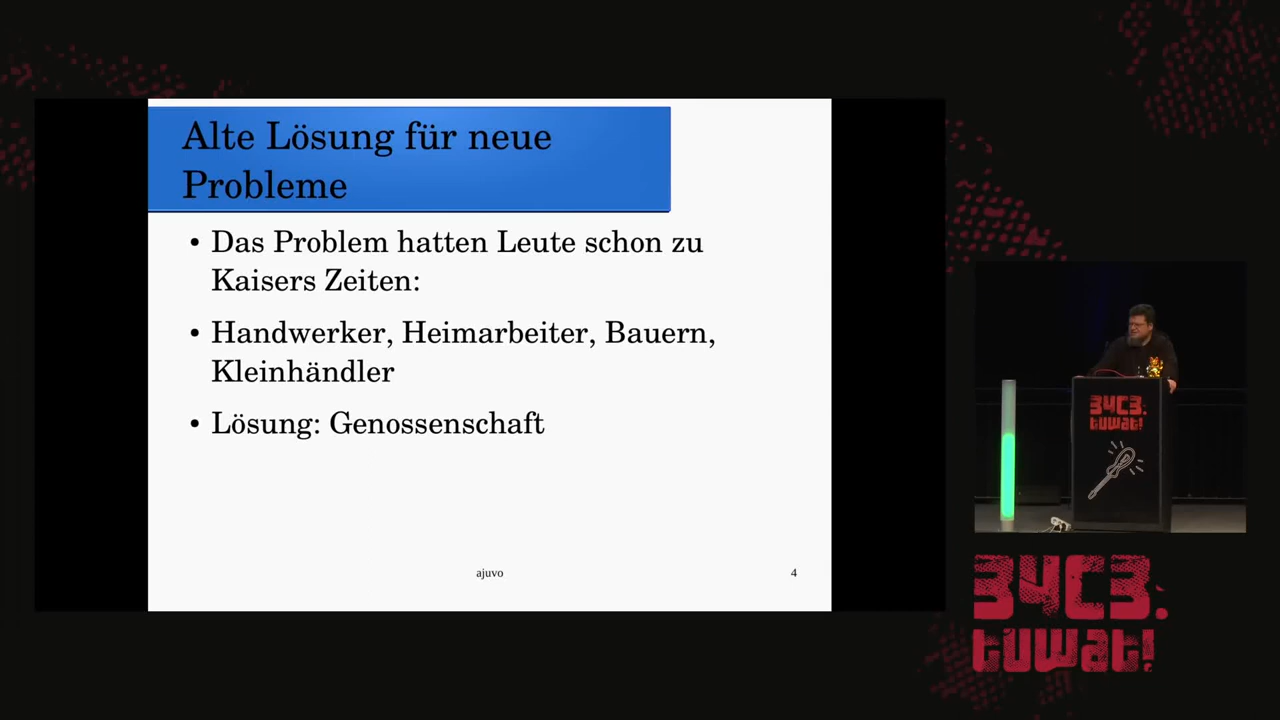 Alte Lösung für neue
Probleme
• Das Problem hatten Leute schon zu
Kaisers Zeiten:
• Handwerker, Heimarbeiter, Bauern,
Kleinhändler
• Lösung: Genossenschaft
ajuvo
4
34C3.
tuwat!
34C3.
tuwat!